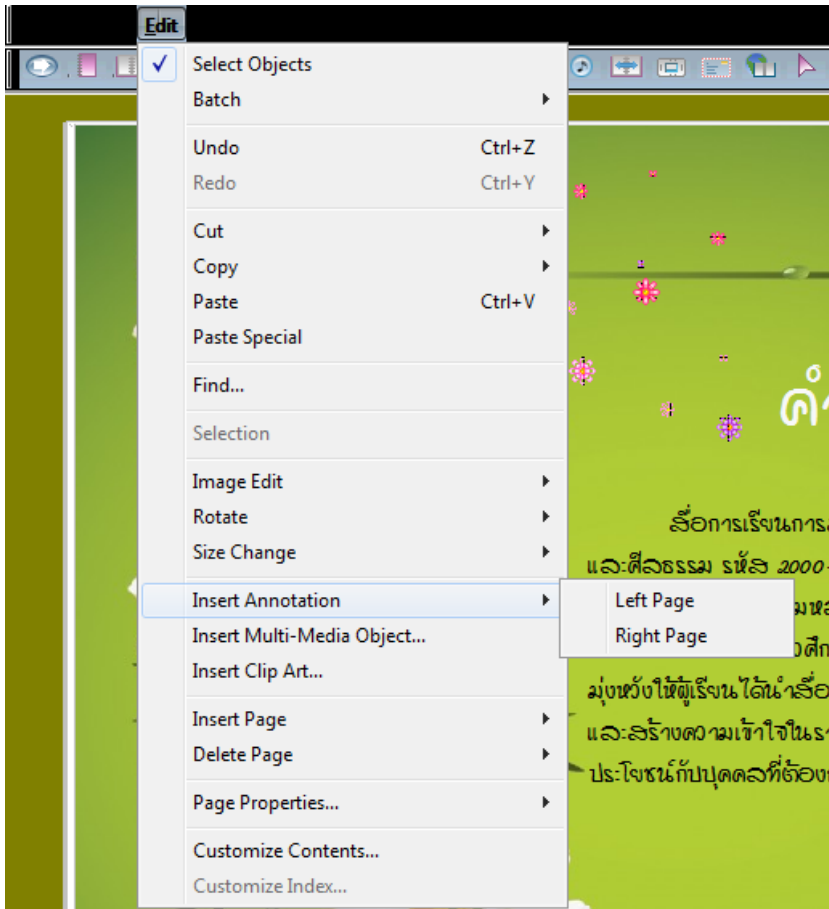 Edit
Select Objects
Batch
Undo Ctrl+Z
Redo Ctrl+Y
Cut
Copy
Paste Ctrl+V
Paste Special
Find...
Selection
Image Edit
Rotate
Size Change
Insert Annotation
Insert Multi-Media Object...
Insert Clip Art...
Insert Page
Delete Page
Page Properties...
Customize Contents...
Customize Index...
Left Page
Right Page
สื่อการเรียนการ
และศีลธรรม รหัส 2000-
มุ่งหวังให้ผู้เรียนได้นำสื่อ
และสร้างความเข้าใจในรา
ประโยชน์กับบุคคลที่ต้อง